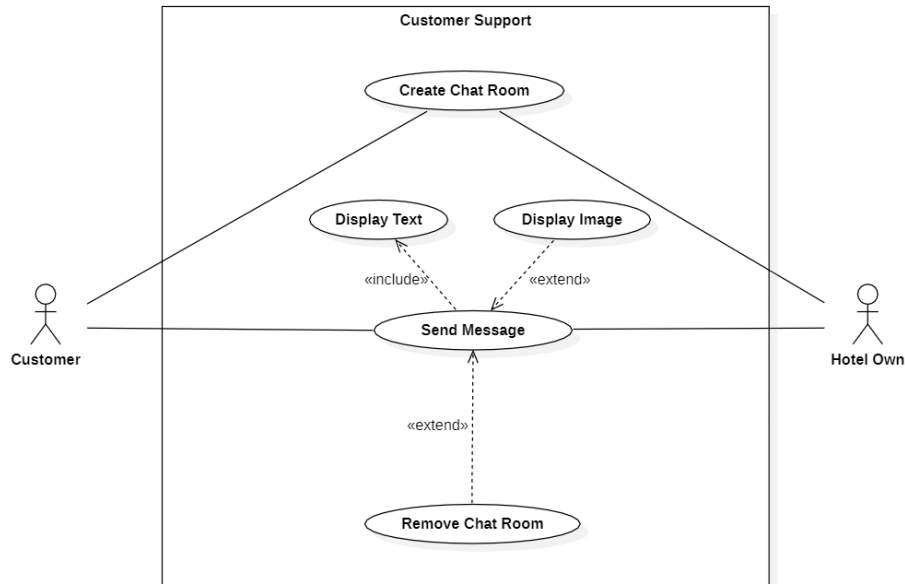 Customer Support
Create Chat Room
Display Text
Display Image
«include»
«extend»
Send Message
Customer
Hotel Own
«extend»
Remove Chat Room